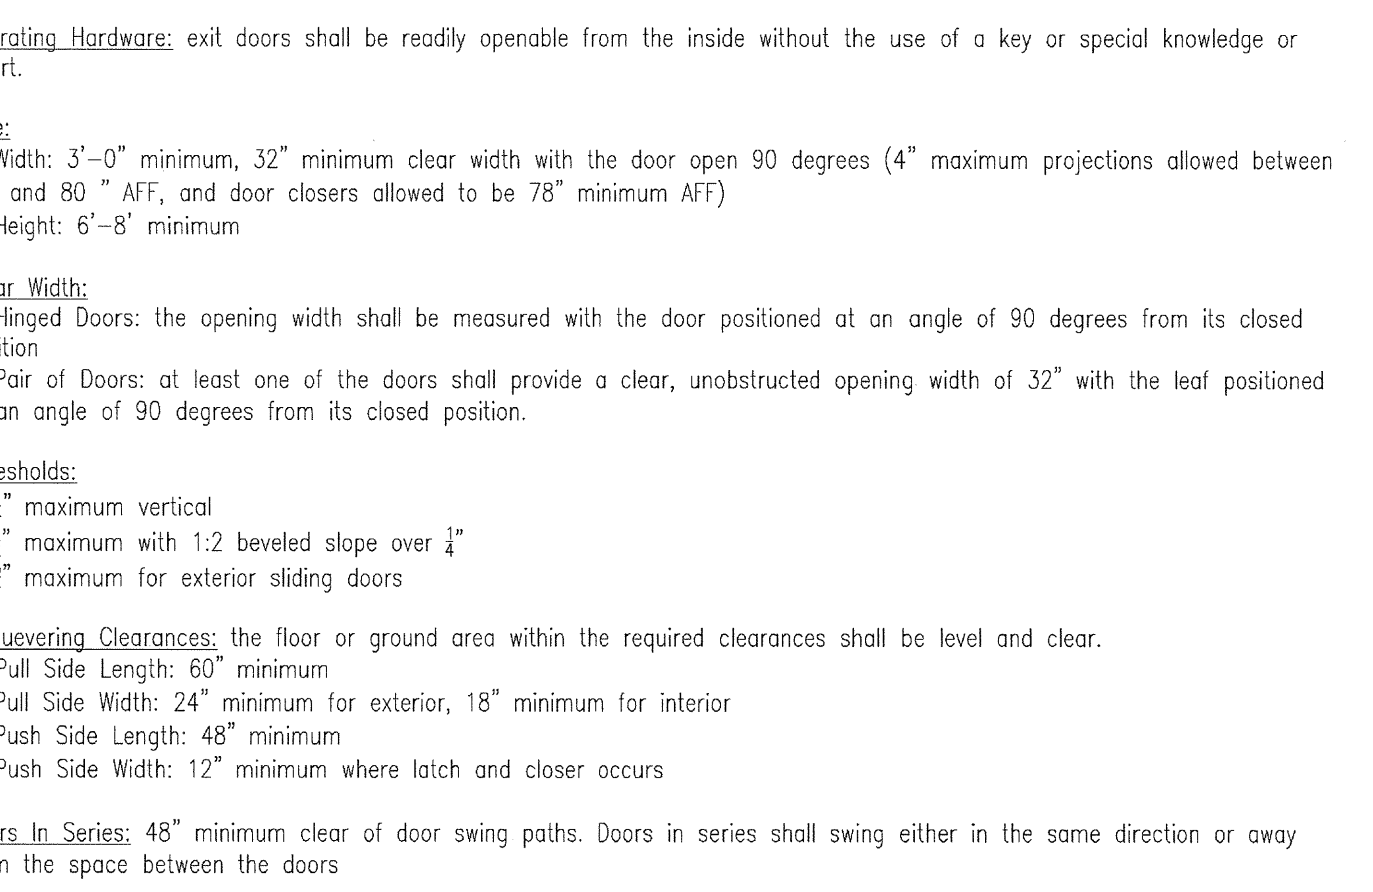 rating Hardware: exit doors shall be readily openable from the inside without the use of a key or special knowledge or
rt.
e:
Width: 3'-0" minimum, 32" minimum clear width with the door open 90 degrees (4" maximum projections allowed between
and 80 " AFF, and door closers allowed to be 78" minimum AFF)
Height: 6'-8' minimum
ar Width:
Hinged Doors: the opening width shall be measured with the door positioned at an angle of 90 degrees from its closed
ition
Pair of Doors: at least one of the doors shall provide a clear, unobstructed opening width of 32" with the leaf positioned
an angle of 90 degrees from its closed position.
esholds:
" maximum vertical
" maximum with 1:2 beveled slope over 1/4"
" maximum for exterior sliding doors
uevering Clearances: the floor or ground area within the required clearances shall be level and clear.
Pull Side Length: 60" minimum
Pull Side Width: 24" minimum for exterior, 18" minimum for interior
Push Side Length: 48" minimum
Push Side Width: 12" minimum where latch and closer occurs
rs In Series: 48" minimum clear of door swing paths. Doors in series shall swing either in the same direction or away
m the space between the doors